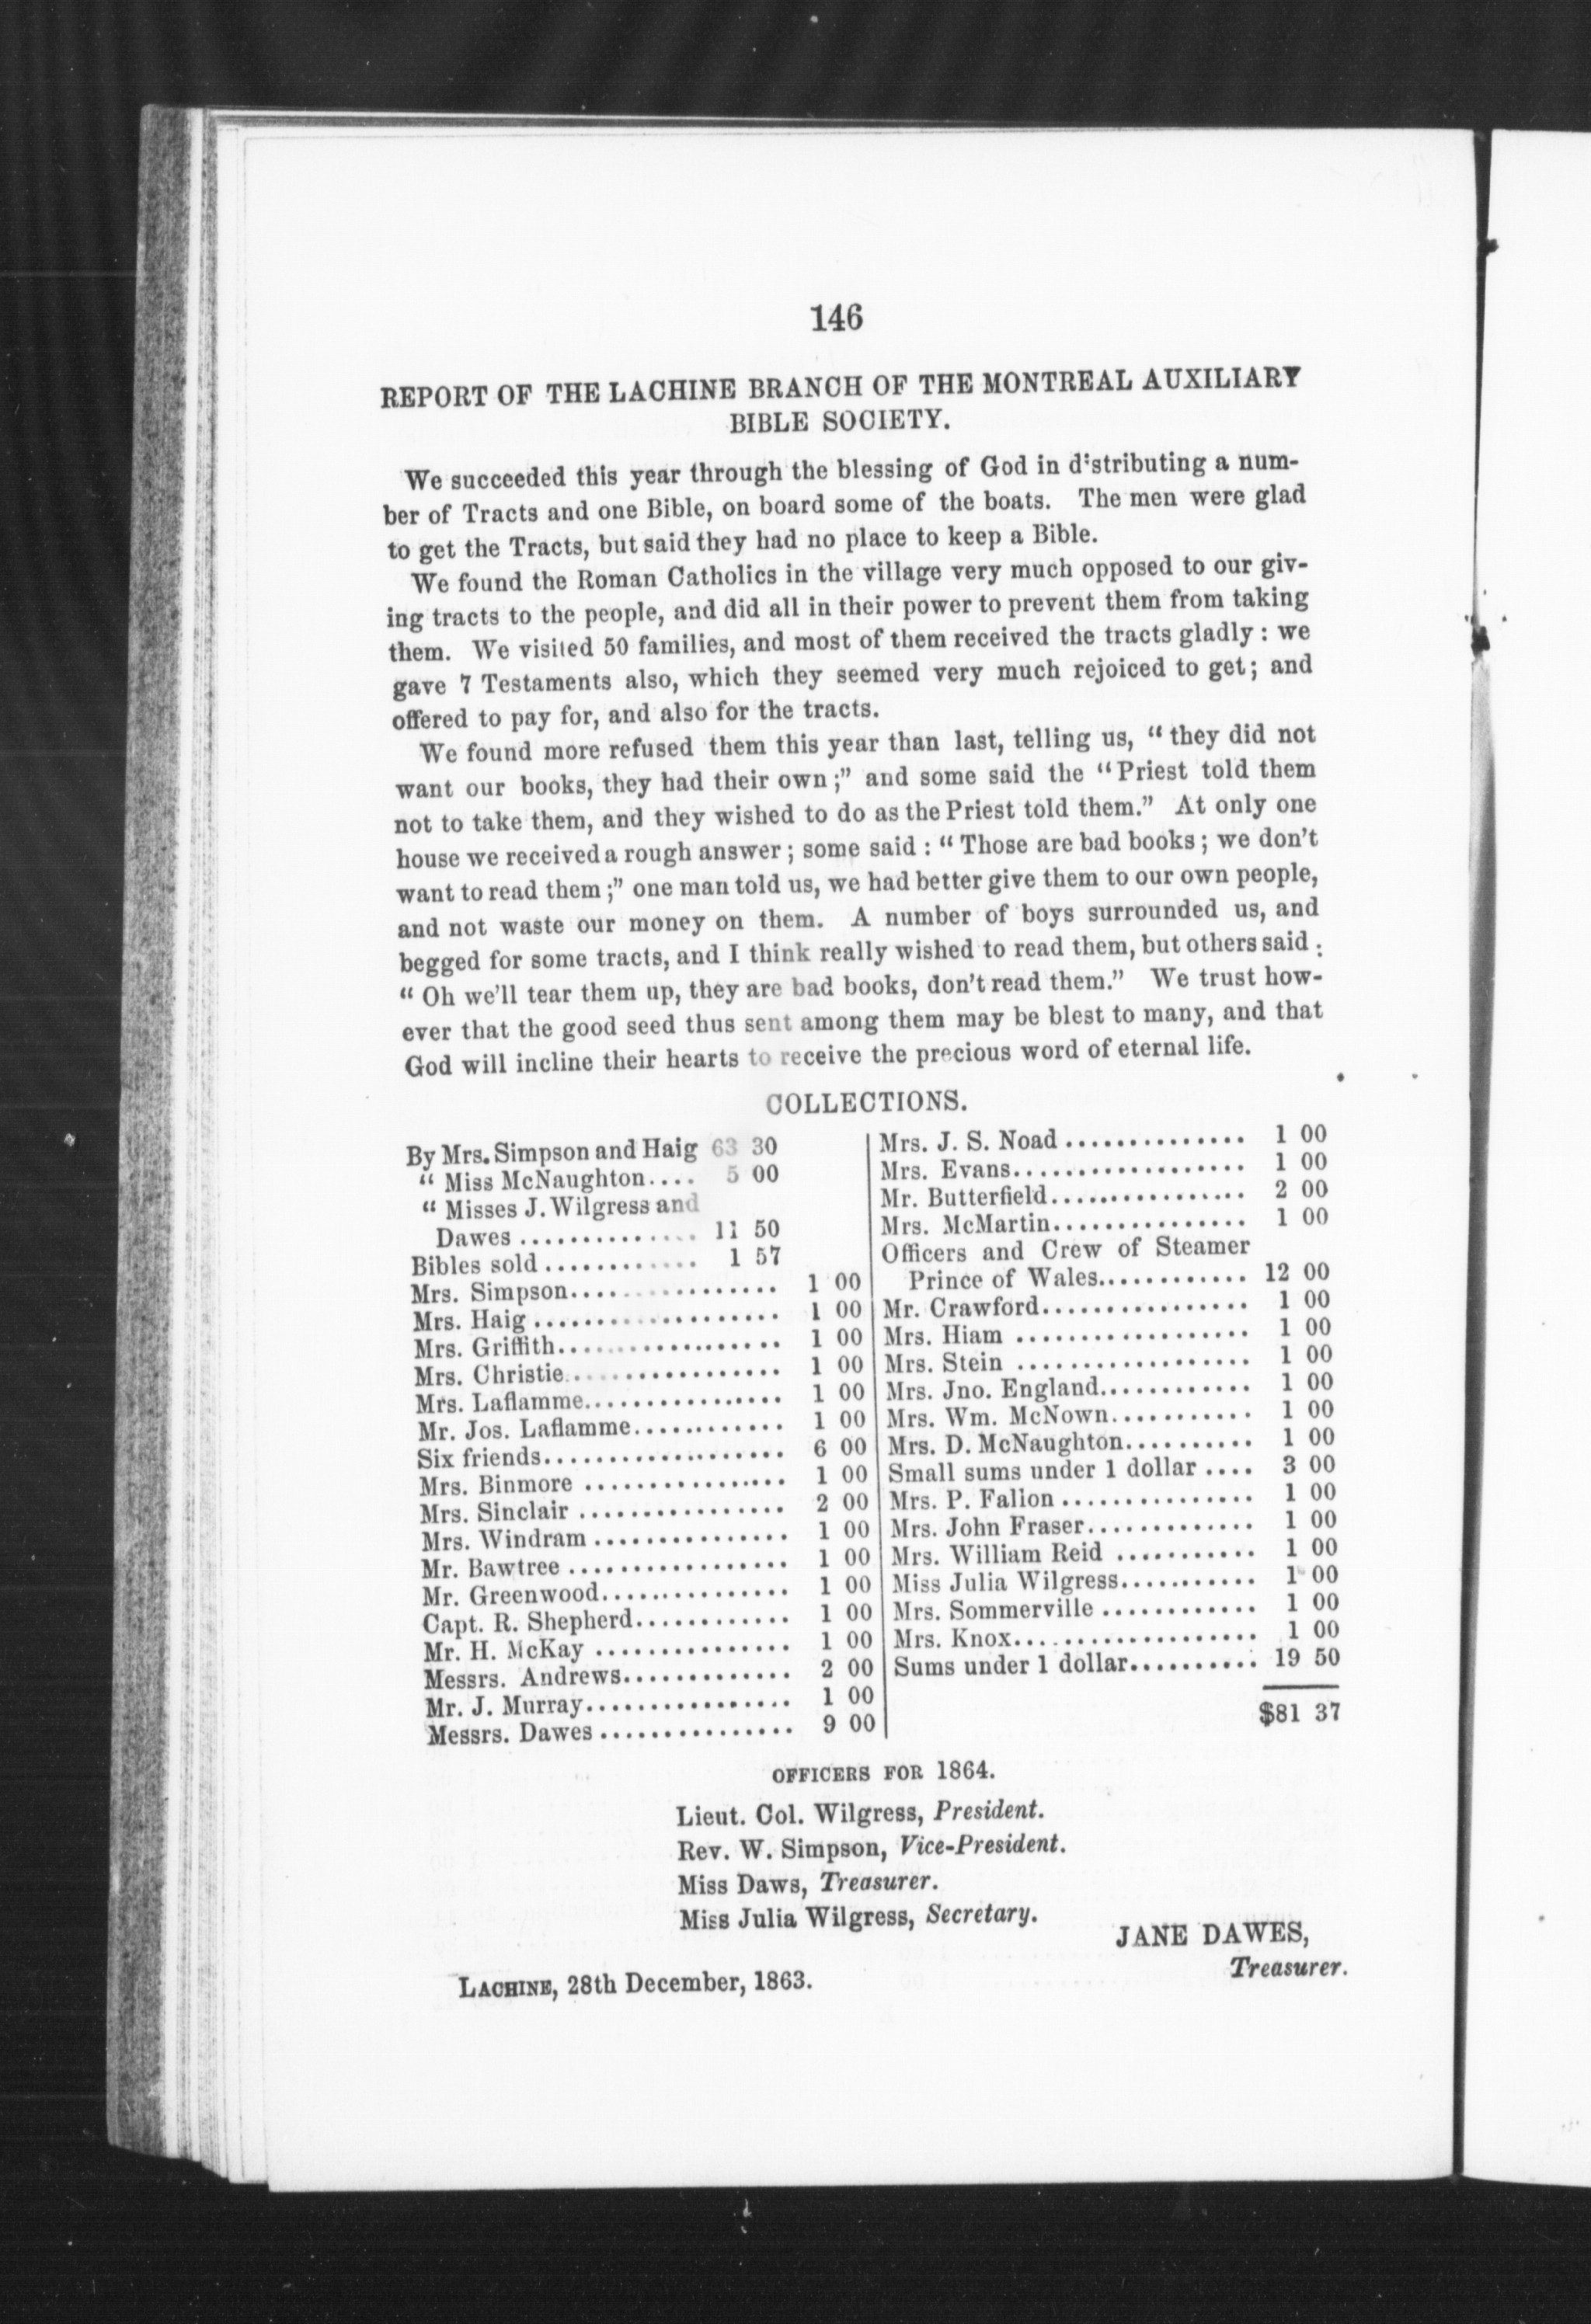 146
REPORT OF THE LACHINE BRANCH OF THE MONTREAL AUXILIARY
BIBLE SOCIETY.
We succeeded this year through the blessing of God in distributing a num-
ber of Tracts and one Bible, on board some of the boats. The men were glad
to get the Tracts, but said they had no place to keep a Bible.
We found the Roman Catholics in the village very much opposed to our giv-
ing tracts to the people, and did all in their power to prevent them from taking
them. We visited 50 families, and most of them received the tracts gladly : we
gave 7 Testaments also, which they seemed very much rejoiced to get; and
offered to pay for, and also for the tracts.
We found more refused them this year than last, telling us, “ they did not
want our books, they had their own ;” and some said the “Priest told them
not to take them, and they wished to do as the Priest told them.” At only one
house we received a rough answer ; some said : “ Those are bad books ; we don’t
want to read them ;” one man told us, we had better give them to our own people,
and not waste our money on them. A number of boys surrounded us, and
begged for some tracts, and I think really wished to read them, but others said :
“ Oh we’ll tear them up, they are bad books, don’t read them.” We trust how-
ever that the good seed thus sent among them may be blest to many, and that
God will incline their hearts to receive the precious word of eternal life.
COLLECTIONS.
By Mrs. Simpson and Haig 63 30
“ Miss McNaughton.... 5 00
“ Misses J. Wilgress and
Dawes .............. 11 50
Bibles sold............ 1 57
Mrs. Simpson................ 1 00
Mrs. Haig ................... 1 00
Mrs. Griffith................. 1 00
Mrs. Christie................. 1 00
Mrs. Laflamme............... 1 00
Mr. Jos. Laflamme............ 1 00
Six friends................... 6 00
Mrs. Binmore ................ 1 00
Mrs. Sinclair ................ 2 00
Mrs. Windram ............... 1 00
Mr. Bawtree ................. 1 00
Mr. Greenwood............... 1 00
Capt. R. Shepherd............ 1 00
Mr. H. McKay ............... 1 00
Messrs. Andrews............. 2 00
Mr. J. Murray................ 1 00
Messrs. Dawes ............... 9 00
Mrs. J. S. Noad .............. 1 00
Mrs. Evans.................. 1 00
Mr. Butterfield................ 2 00
Mrs. McMartin............... 1 00
Officers and Crew of Steamer
Prince of Wales............ 12 00
Mr. Crawford................ 1 00
Mrs. Hiam .................. 1 00
Mrs. Stein .................. 1 00
Mrs. Jno. England............ 1 00
Mrs. Wm. McNown........... 1 00
Mrs. D. McNaughton.......... 1 00
Small sums under 1 dollar .... 3 00
Mrs. P. Falion ............... 1 00
Mrs. John Fraser............. 1 00
Mrs. William Reid ........... 1 00
Miss Julia Wilgress........... 1 00
Mrs. Sommerville ............ 1 00
Mrs. Knox................... 1 00
Sums under 1 dollar.......... 19 50
$81 37
OFFICERS FOR 1864.
Lieut. Col. Wilgress, President.
Rev. W. Simpson, Vice-President.
Miss Daws, Treasurer.
Miss Julia Wilgress, Secretary.
JANE DAWES,
Treasurer.
LACHINE, 28th December, 1863.